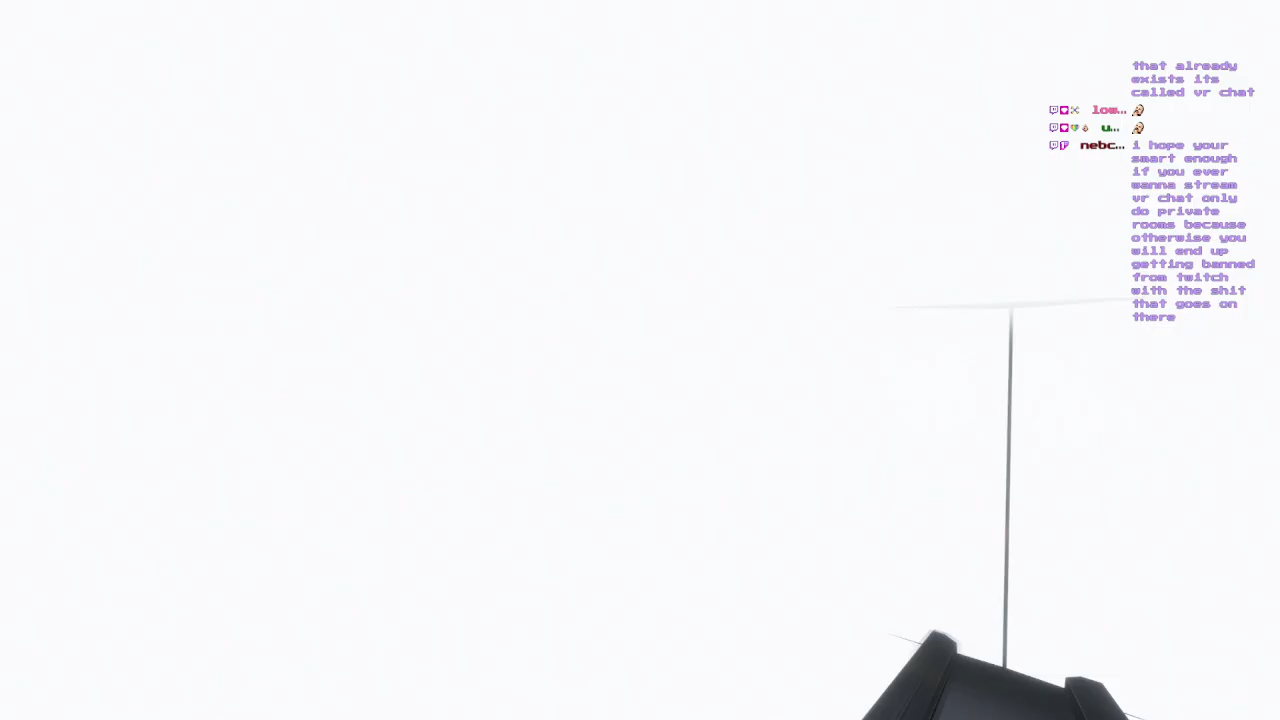 that already
exists its
called vr chat
low...
u...
nebc... i hope your
smart enough
if you ever
wanna stream
vr chat only
do private
rooms because
otherwise you
will end up
getting banned
from twitch
with the shit
that goes on
there